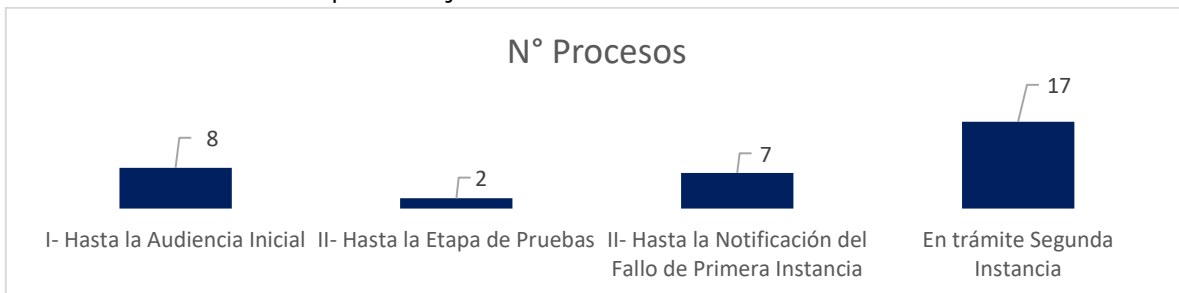 N° Procesos
8
2
7
17
I- Hasta la Audiencia Inicial
II- Hasta la Etapa de Pruebas
II- Hasta la Notificación del
Fallo de Primera Instancia
En trámite Segunda
Instancia